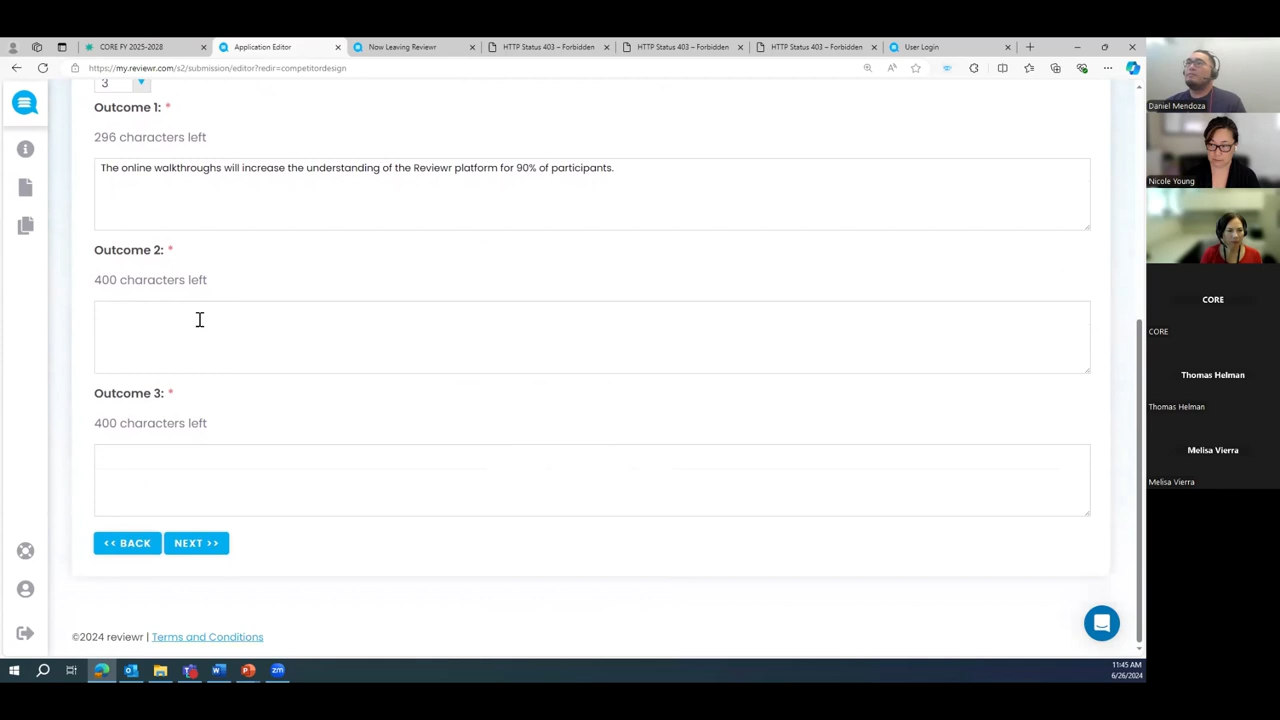 CORE FY 2025-2028
Application Editor
Now Leaving Reviewr
HTTP Status 403 – Forbidden
HTTP Status 403 – Forbidden
HTTP Status 403 – Forbidden
User Login
https://my.reviewr.com/s2/submission/editor?redir=competitordesign
3
Outcome 1: *
296 characters left
The online walkthroughs will increase the understanding of the Reviewr platform for 90% of participants.
Outcome 2: *
400 characters left
Outcome 3: *
400 characters left
<< BACK
NEXT >>
©2024 reviewr | Terms and Conditions
11:45 AM
6/26/2024
Daniel Mendoza
Nicole Young
CORE
CORE
Thomas Helman
Thomas Helman
Melisa Vierra
Melisa Vierra